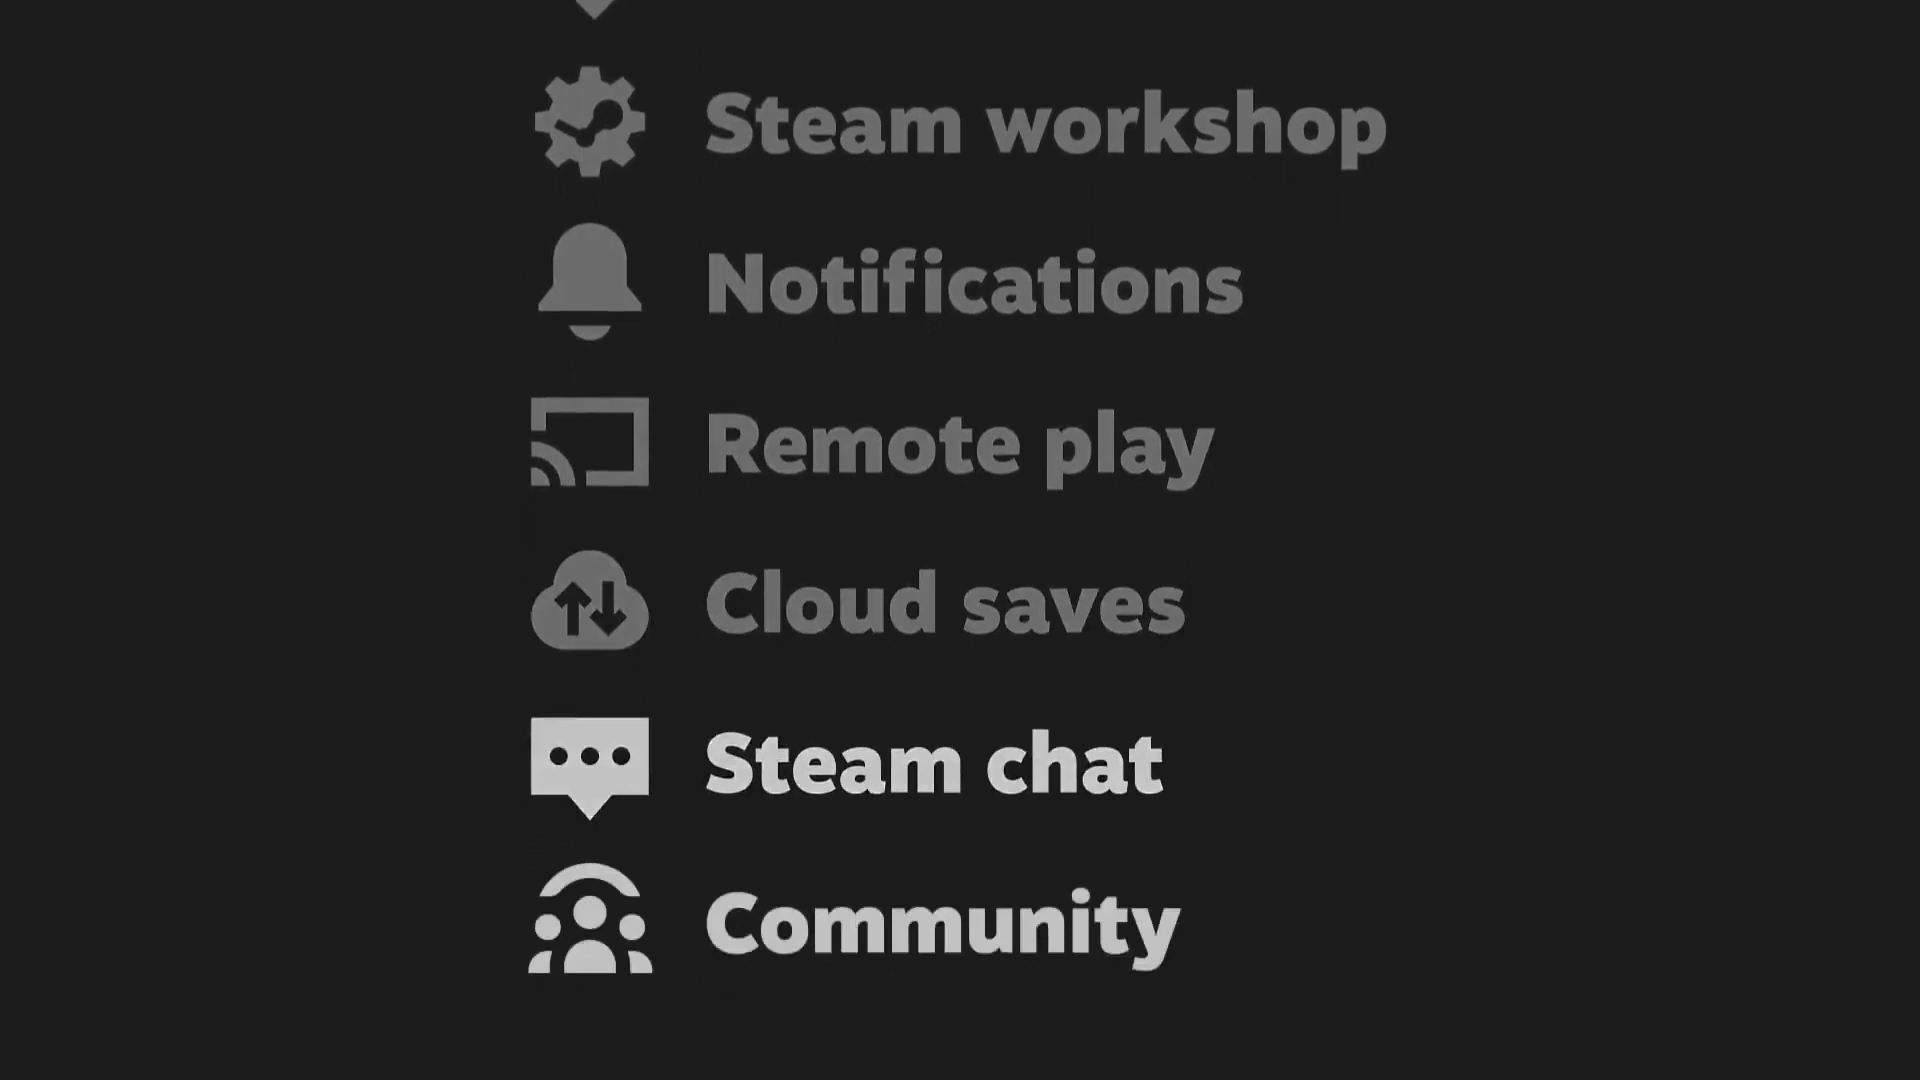 Steam workshop
Notifications
Remote play
Cloud saves
Steam chat
Community